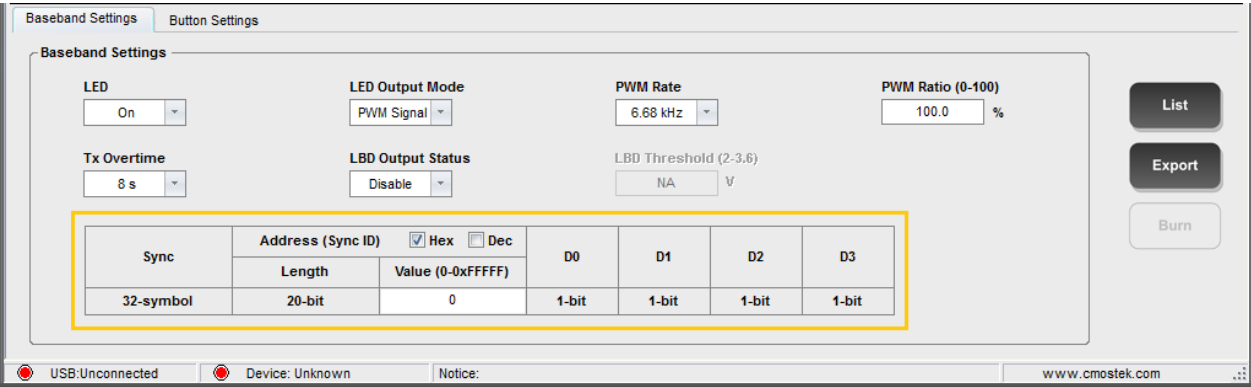 Baseband Settings Button Settings
Baseband Settings
LED LED Output Mode PWM Rate PWM Ratio (0-100)
On PWM Signal 6.68 kHz 100.0 %
List
Tx Overtime LBD Output Status LBD Threshold (2-3.6)
8 s Disable NA V
Export
Burn
Sync Address (Sync ID) Hex Dec D0 D1 D2 D3
Length Value (0-0xFFFFF)
32-symbol 20-bit 0 1-bit 1-bit 1-bit 1-bit
USB:Unconnected Device: Unknown Notice: www.cmostek.com